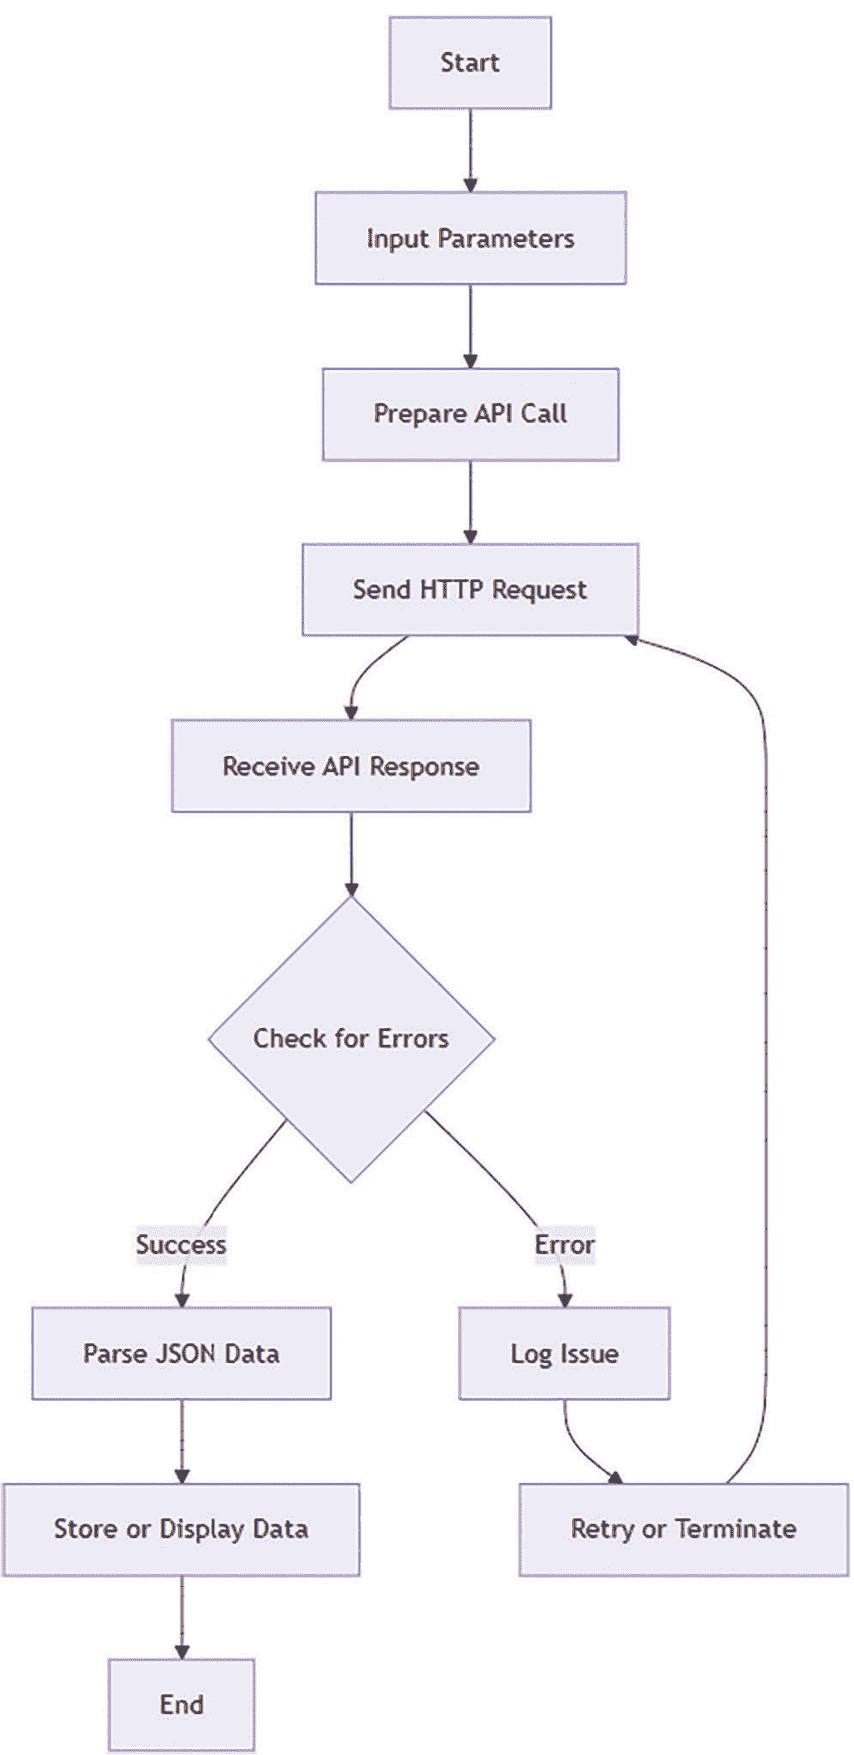 Start
Input Parameters
Prepare API Call
Send HTTP Request
Receive API Response
Check for Errors
Success
Error
Parse JSON Data
Log Issue
Store or Display Data
Retry or Terminate
End